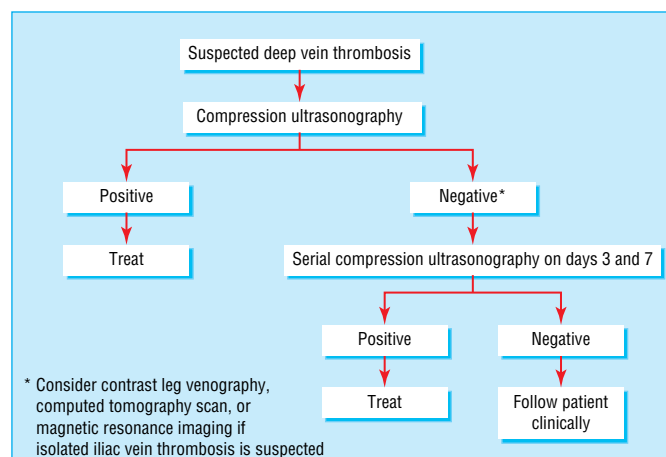 Suspected deep vein thrombosis
Compression ultrasonography
Positive
Negative*
Treat
Serial compression ultrasonography on days 3 and 7
Positive
Negative
Treat
Follow patient
clinically
* Consider contrast leg venography,
computed tomography scan, or
magnetic resonance imaging if
isolated iliac vein thrombosis is suspected